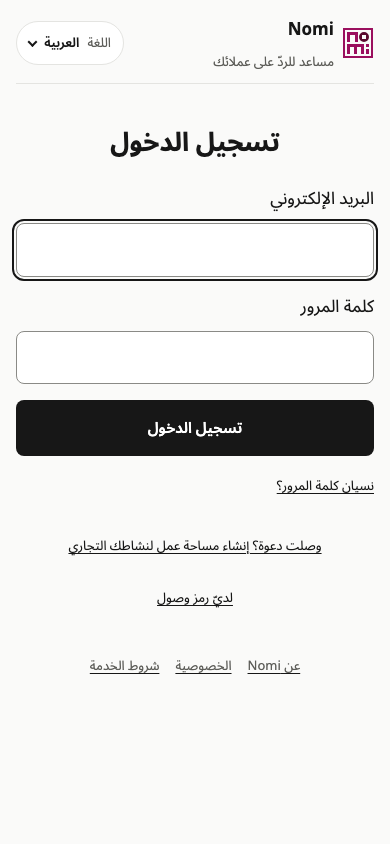 Nomi
مساعد للردّ على عملائك
اللغة العربية
تسجيل الدخول
البريد الإلكتروني
كلمة المرور
تسجيل الدخول
نسيان كلمة المرور؟
وصلت دعوة؟ إنشاء مساحة عمل لنشاطك التجاري
لديّ رمز وصول
عن Nomi الخصوصية شروط الخدمة